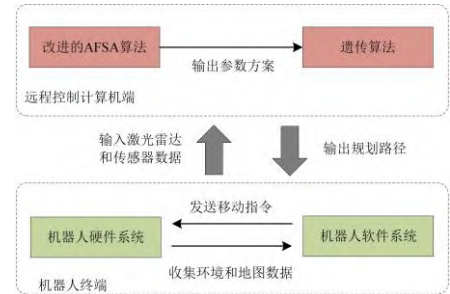 改进的AFSA算法
遗传算法
输出参数方案
远程控制计算机端
输入激光雷达
和传感器数据
输出规划路径
发送移动指令
机器人硬件系统
机器人软件系统
收集环境和地图数据
机器人终端